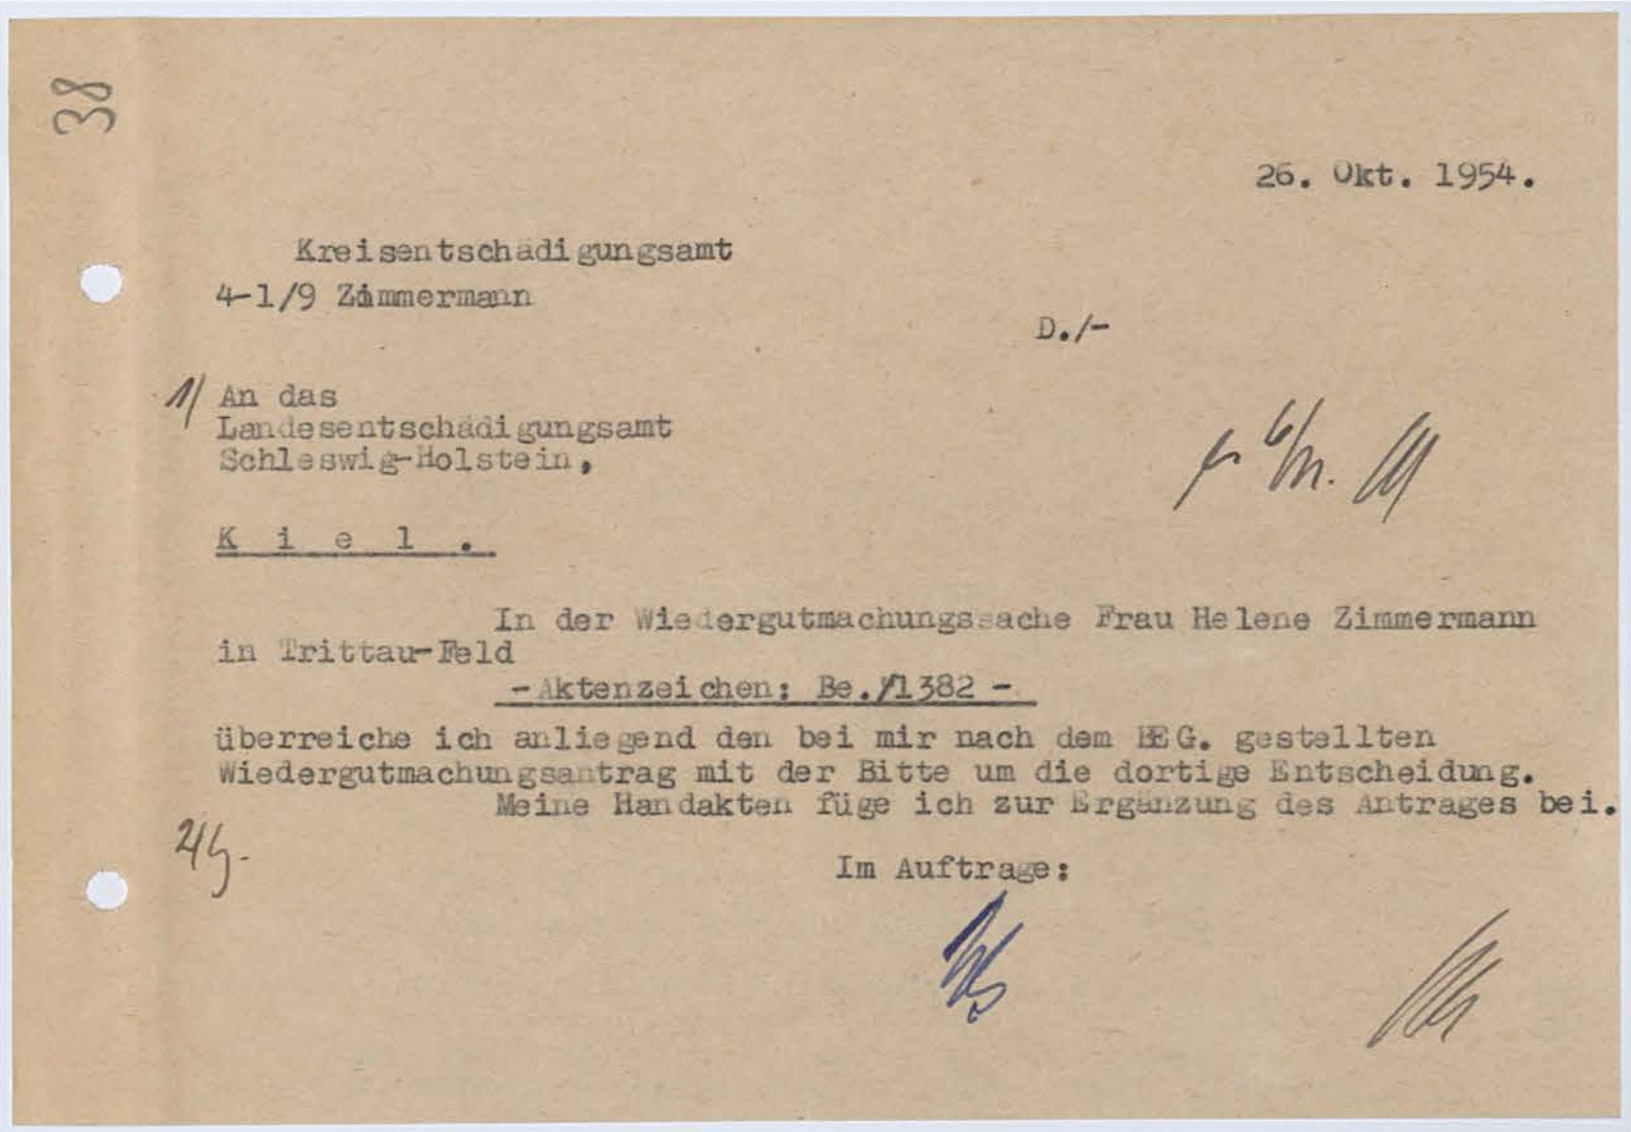 38
26. Okt. 1954.
Kreisentschädigungsamt
4-1/9 Zimmermann
D./-
1/ An das
Landesentschädigungsamt
Schleswig-Holstein,
K i e l .
In der Wiedergutmachungssache Frau Helene Zimmermann
in Trittau-Feld
- Aktenzeichen: Be./1382 -
überreiche ich anliegend den bei mir nach dem BEG. gestellten
Wiedergutmachungsantrag mit der Bitte um die dortige Entscheidung.
Meine Handakten füge ich zur Ergänzung des Antrages bei.
Im Auftrage: